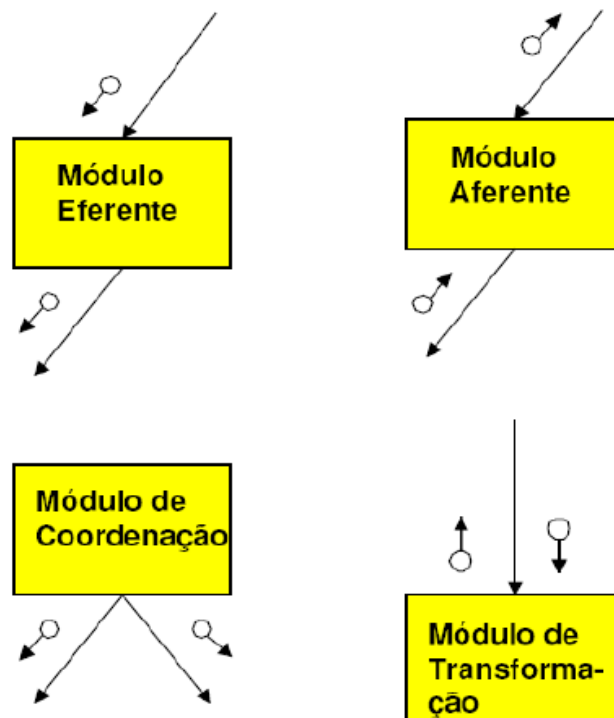 Módulo
Eferente
Módulo
Aferente
Módulo de
Coordenação
Módulo de
Transforma-
ção